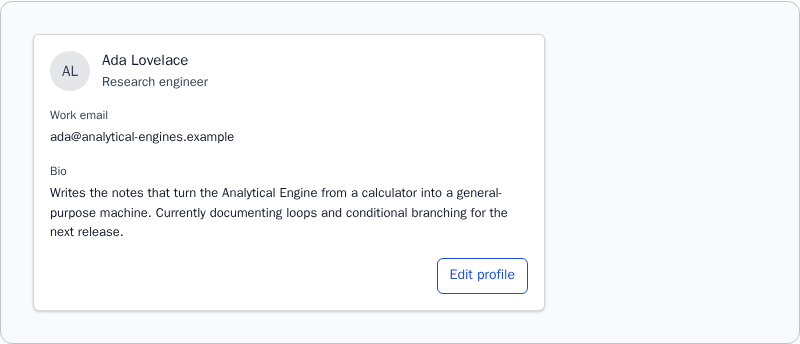 AL
Ada Lovelace
Research engineer
Work email
ada@analytical-engines.example
Bio
Writes the notes that turn the Analytical Engine from a calculator into a general-
purpose machine. Currently documenting loops and conditional branching for the
next release.
Edit profile